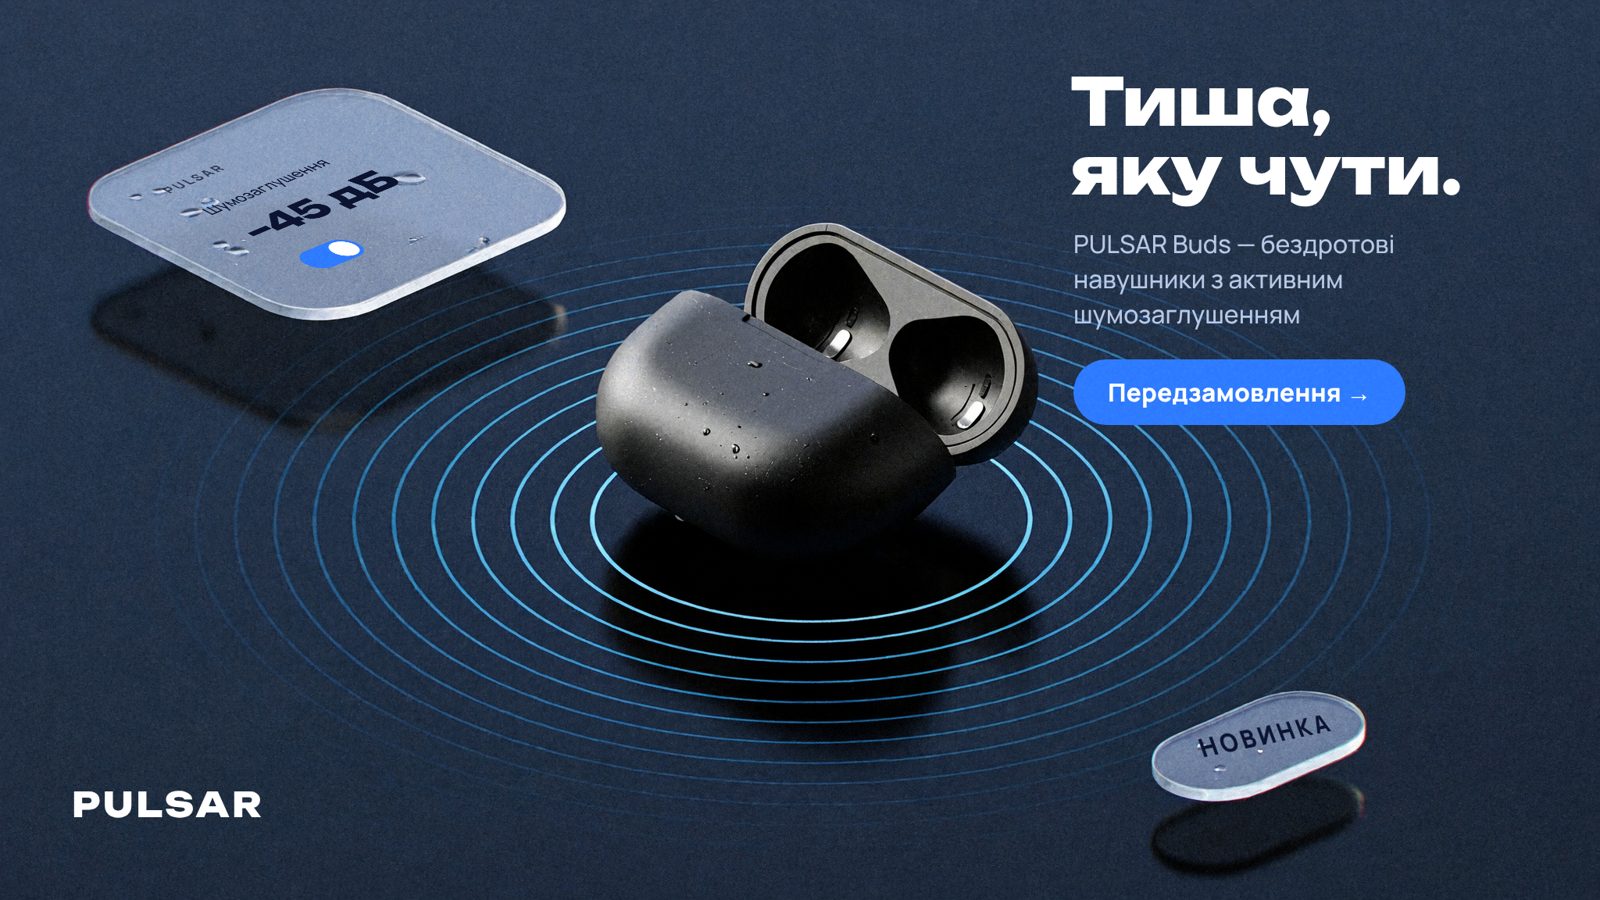 PULSAR
Шумозаглушення
-45 дБ
Тиша,
яку чути.
PULSAR Buds — бездротові
навушники з активним
шумозаглушенням
Передзамовлення →
НОВИНКА
PULSAR